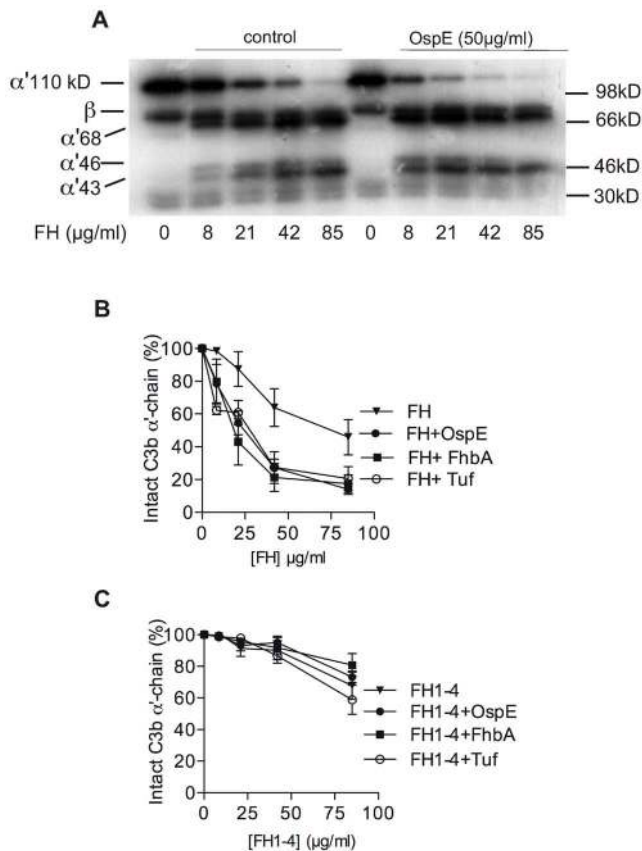 A
control OspE (50µg/ml)
α'110 kD
β
α'68
α'46
α'43
98kD
66kD
46kD
30kD
FH (µg/ml) 0 8 21 42 85 0 8 21 42 85
B
Intact C3b α'-chain (%)
100
80
60
40
20
0
0 25 50 75 100
[FH] µg/ml
FH
FH+OspE
FH+ FhbA
FH+ Tuf
C
Intact C3b α'-chain (%)
100
80
60
40
20
0
0 25 50 75 100
[FH1-4] (µg/ml)
FH1-4
FH1-4+OspE
FH1-4+FhbA
FH1-4+Tuf